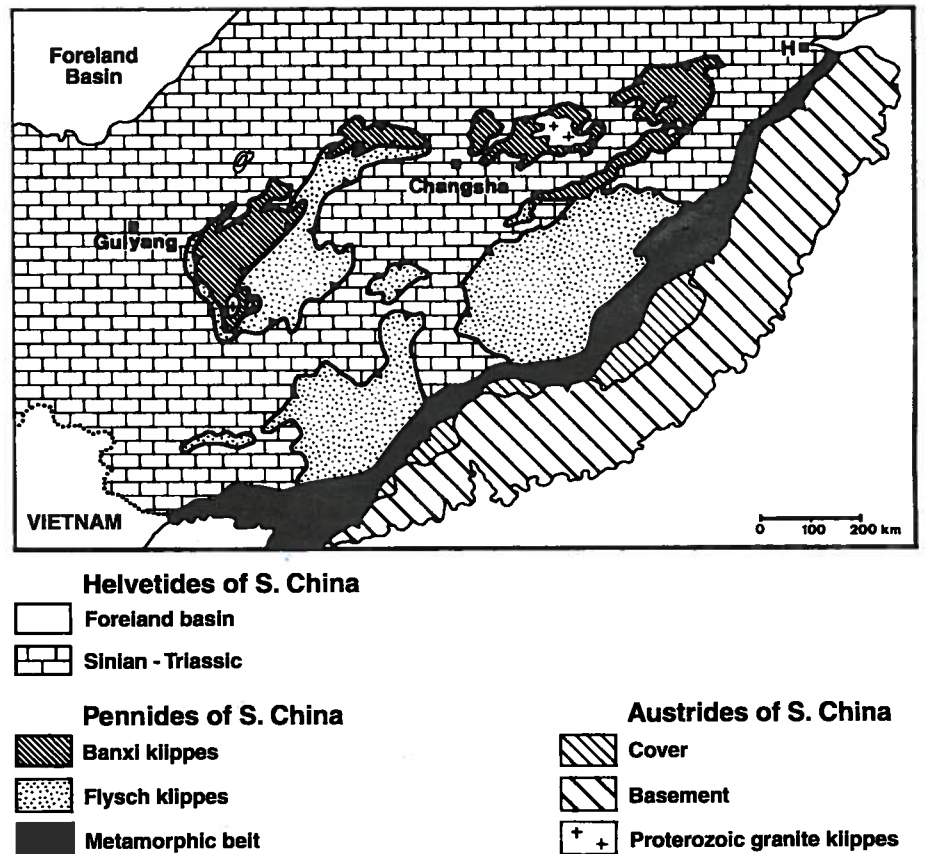 Foreland
Basin
H
Changsha
Guiyang
VIETNAM
0 100 200 km
Helvetides of S. China
Foreland basin
Sinian - Triassic
Pennides of S. China
Banxi klippes
Flysch klippes
Metamorphic belt
Austrides of S. China
Cover
Basement
Proterozoic granite klippes